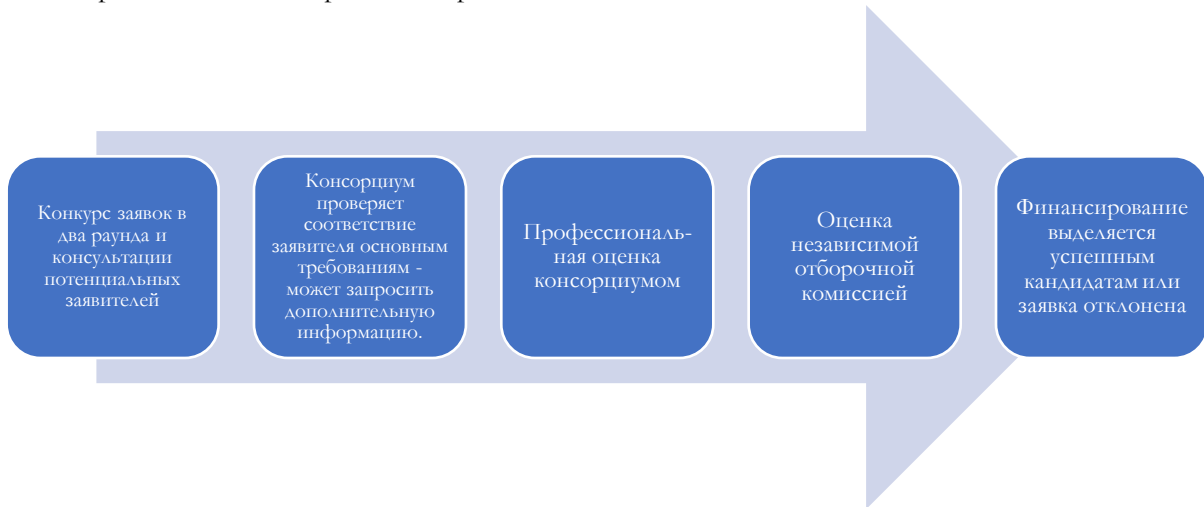 Конкурс заявок в
два раунда и
консультации
потенциальных
заявителей
Консорциум
проверяет
соответствие
заявителя основным
требованиям -
может запросить
дополнительную
информацию.
Профессиональ-
ная оценка
консорциумом
Оценка
независимой
отборочной
комиссией
Финансирование
выделяется
успешным
кандидатам или
заявка отклонена